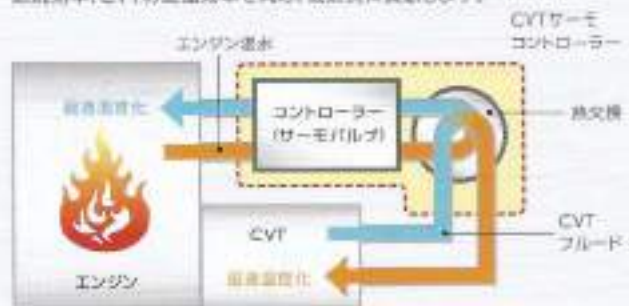 CVTサーモ
コントローラー
エンジン温水
最適温度化
コントローラー
(サーモバルブ)
熱交換
CVT
最適温度化
CVT
フルード
エンジン